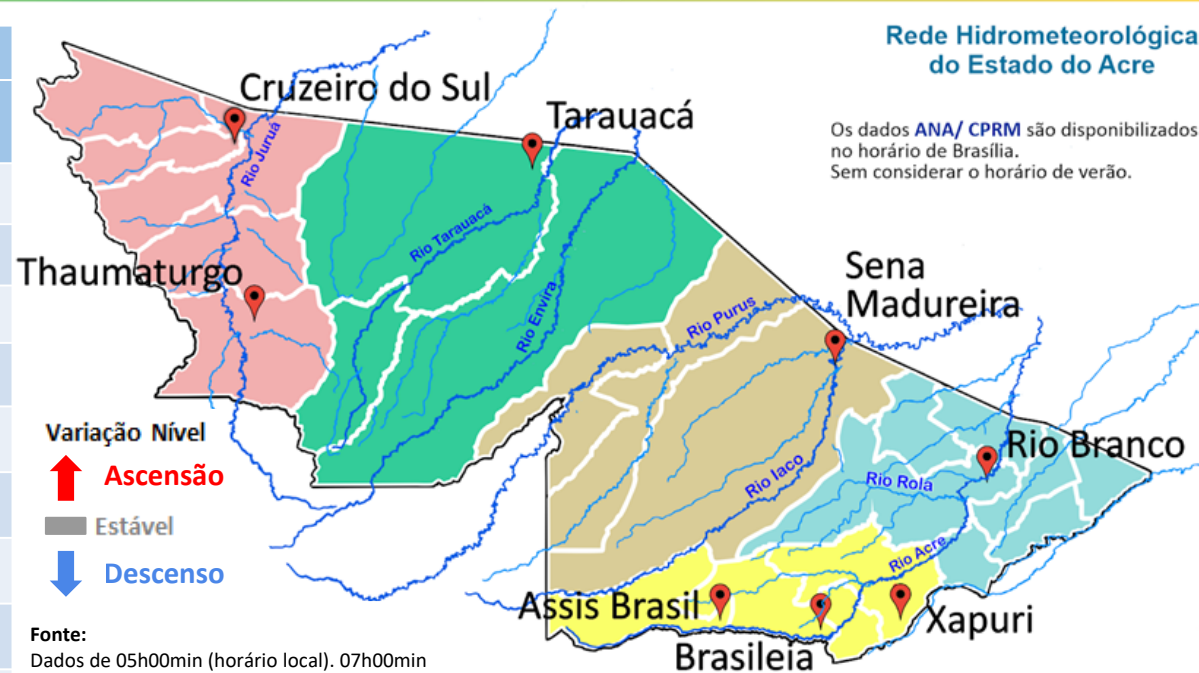 Rede Hidrometeorológica
do Estado do Acre
Os dados ANA/ CPRM são disponibilizados
no horário de Brasília.
Sem considerar o horário de verão.
Cruzeiro do Sul
Tarauacá
Rio Juruá
Rio Tarauacá
Thaumaturgo
Rio Envira
Sena
Madureira
Rio Purus
Variação Nível
Ascensão
Estável
Descenso
Rio Branco
Rio Iaco
Rio Rola
Rio Acre
Assis Brasil
Xapuri
Brasileia
Fonte:
Dados de 05h00min (horário local). 07h00min